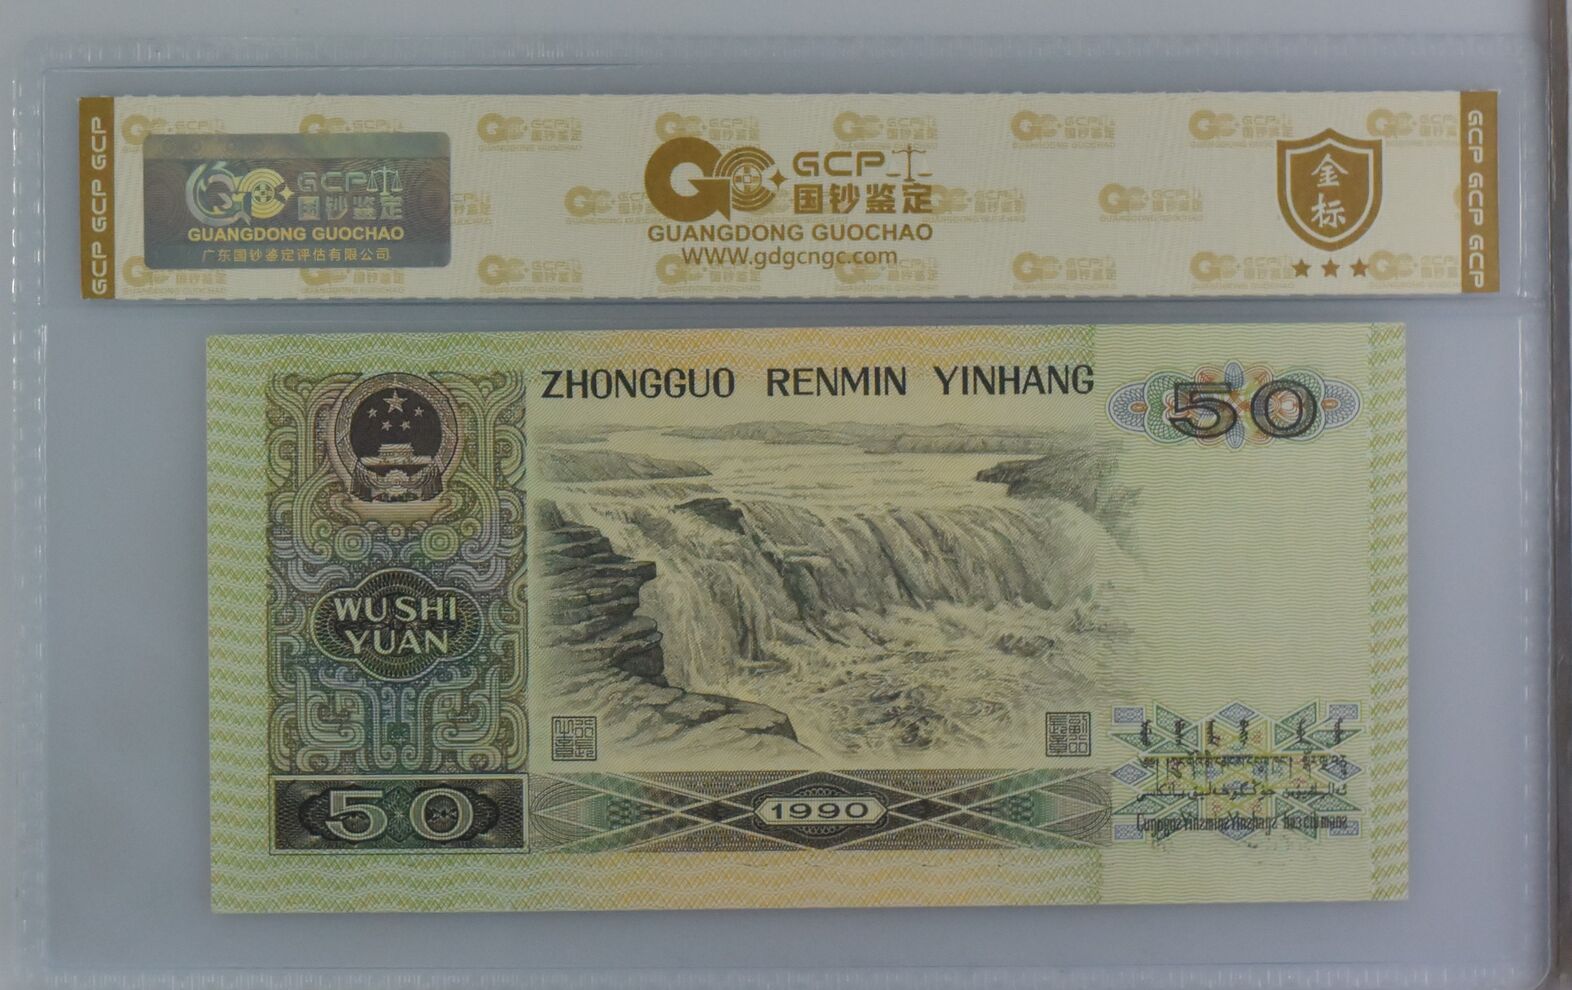 GCP GCP GCP
GCP 国钞鉴定
GUANGDONG GUOCHAO
广东国钞鉴定评估有限公司
GCP
国钞鉴定
GUANGDONG GUOCHAO
WWW.gdgcngc.com
金标
GCP GCP GCP
ZHONGGUO RENMIN YINHANG
50
WU SHI
YUAN
50
1990